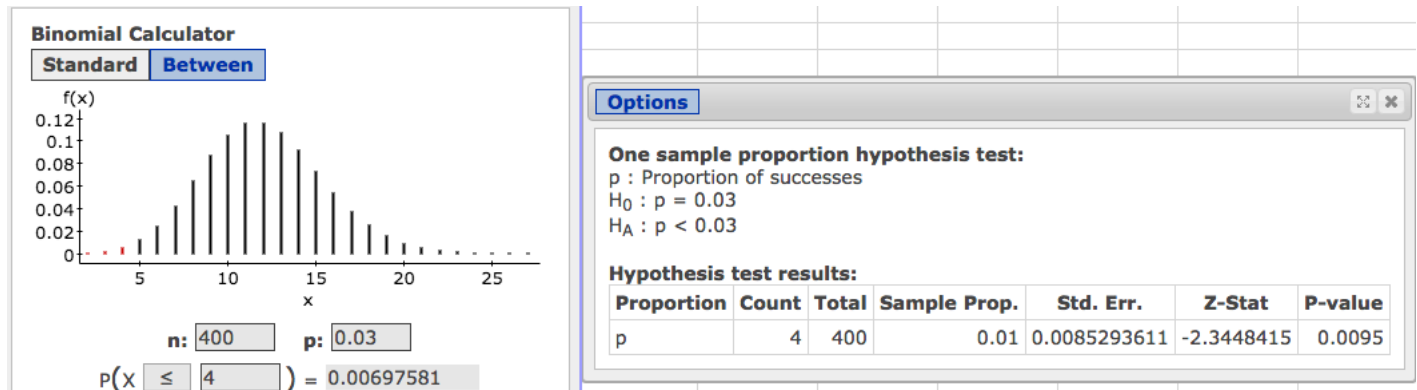 Binomial Calculator
Standard Between
f(x)
0.12
0.1
0.08
0.06
0.04
0.02
0
5 10 15 20 25
x
n: 400 p: 0.03
P(X ≤ 4 ) = 0.00697581
Options
One sample proportion hypothesis test:
p : Proportion of successes
H₀ : p = 0.03
Hᴀ : p < 0.03
Hypothesis test results:
Proportion Count Total Sample Prop. Std. Err. Z-Stat P-value
p 4 400 0.01 0.0085293611 -2.3448415 0.0095